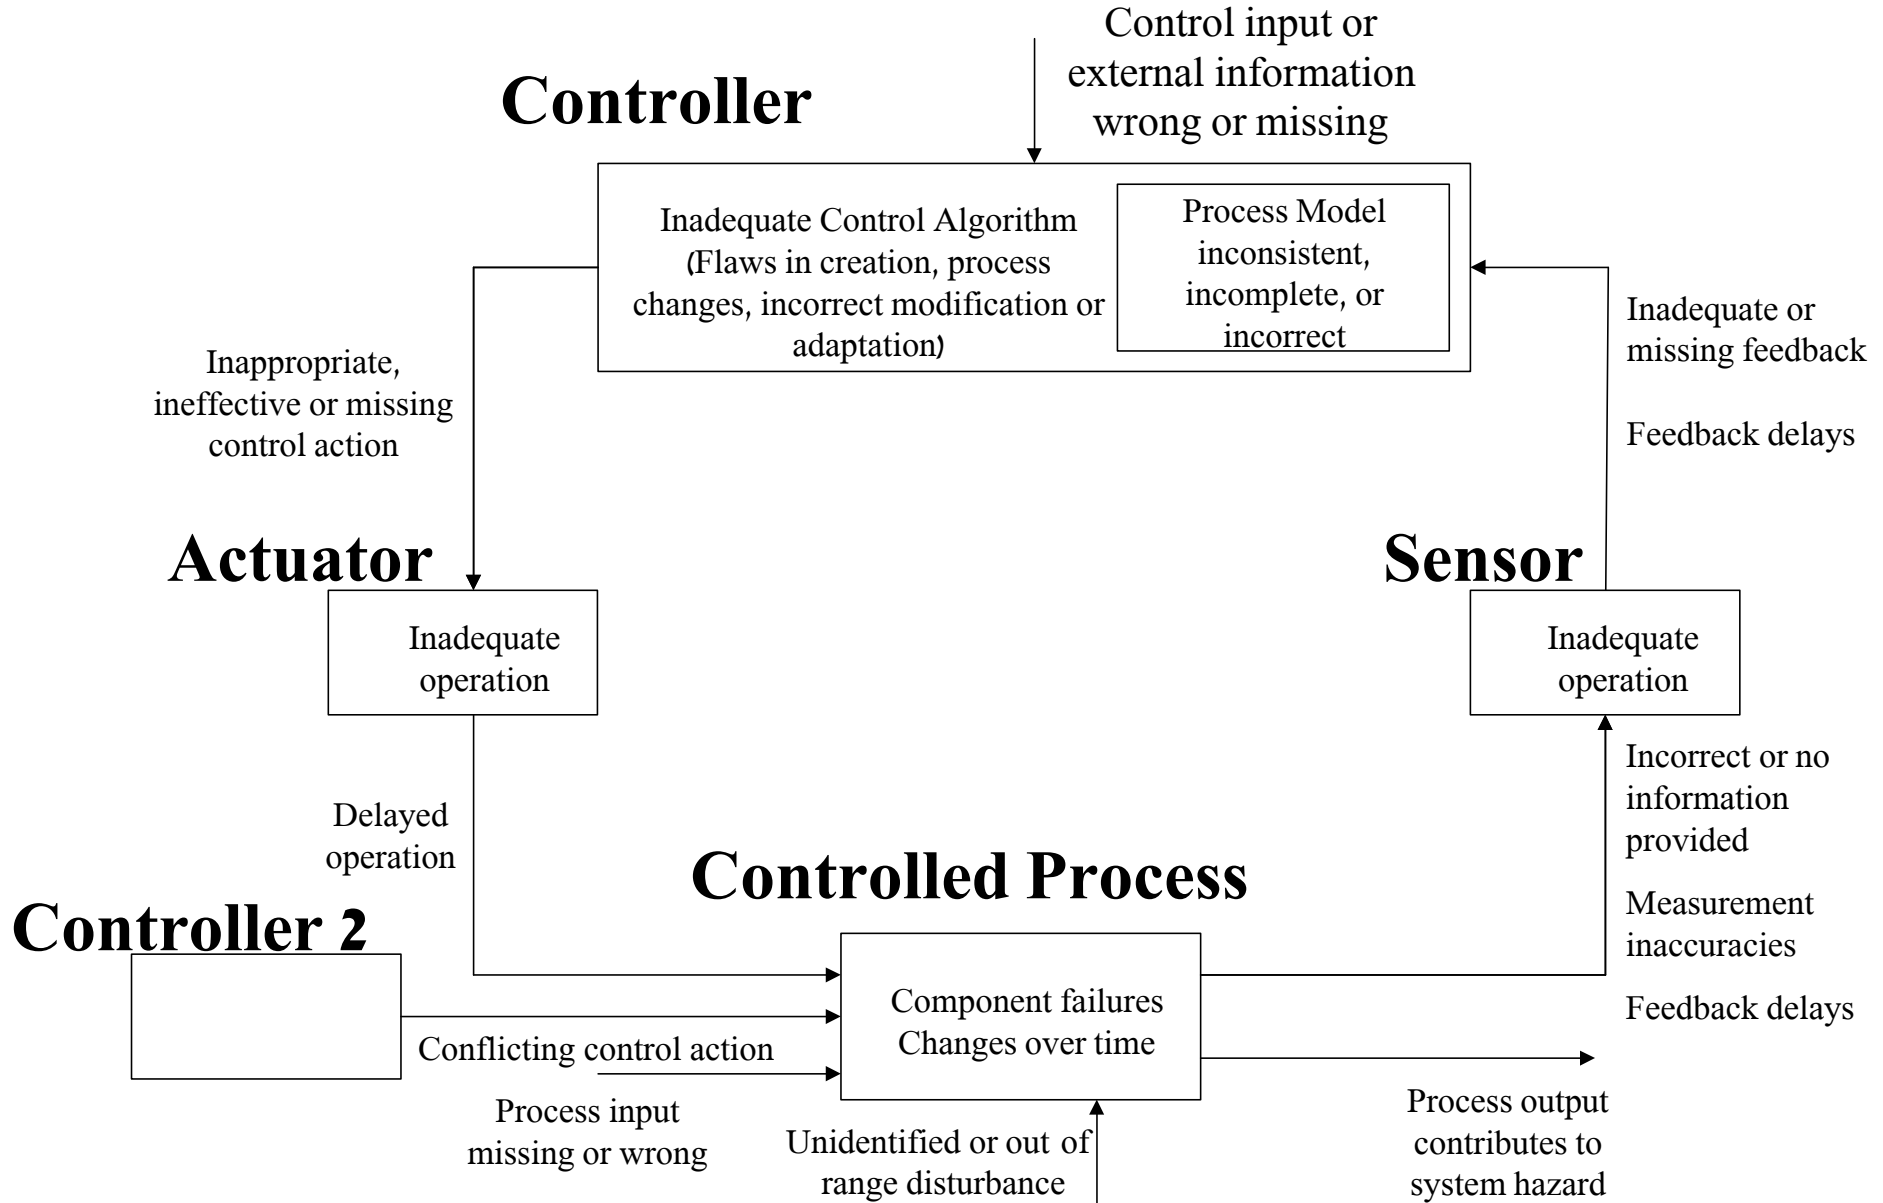 Control input or
external information
wrong or missing
Controller
Inadequate Control Algorithm
(Flaws in creation, process
changes, incorrect modification or
adaptation)
Process Model
inconsistent,
incomplete, or
incorrect
Inadequate or
missing feedback
Feedback delays
Inappropriate,
ineffective or missing
control action
Actuator
Inadequate
operation
Sensor
Inadequate
operation
Delayed
operation
Incorrect or no
information
provided
Measurement
inaccuracies
Feedback delays
Controlled Process
Component failures
Changes over time
Controller 2
Conflicting control action
Process input
missing or wrong
Unidentified or out of
range disturbance
Process output
contributes to
system hazard